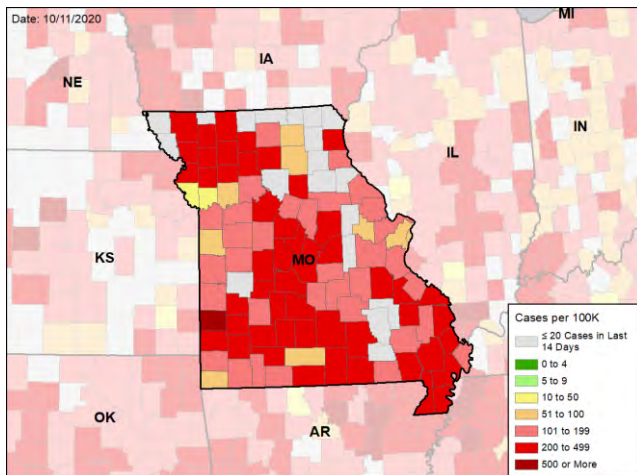 Date: 10/11/2020
MI
IA
NE
IL
IN
KS
MO
OK
AR
Cases per 100K
≤ 20 Cases in Last
14 Days
0 to 4
5 to 9
10 to 50
51 to 100
101 to 199
200 to 499
500 or More